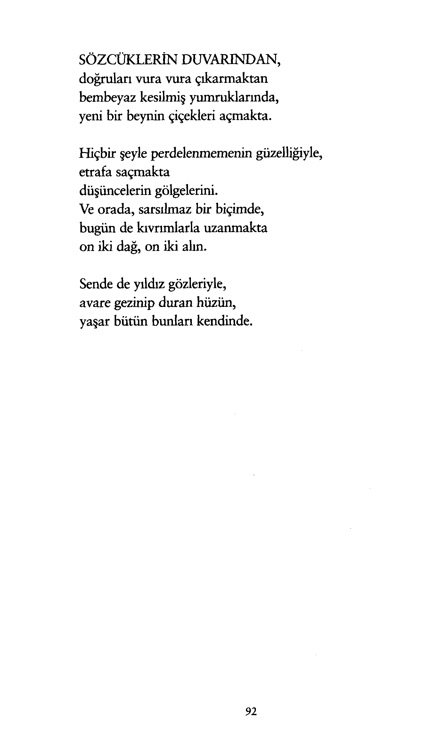 SÖZCÜKLERİN DUVARINDAN,
doğruları vura vura çıkarmaktan
bembeyaz kesilmiş yumruklarında,
yeni bir beynin çiçekleri açmakta.

Hiçbir şeyle perdelenmemenin güzelliğiyle,
etrafa saçmakta
düşüncelerin gölgelerini.
Ve orada, sarsılmaz bir biçimde,
bugün de kıvrımlarla uzanmakta
on iki dağ, on iki alın.

Sende de yıldız gözleriyle,
avare gezinip duran hüzün,
yaşar bütün bunları kendinde.

92